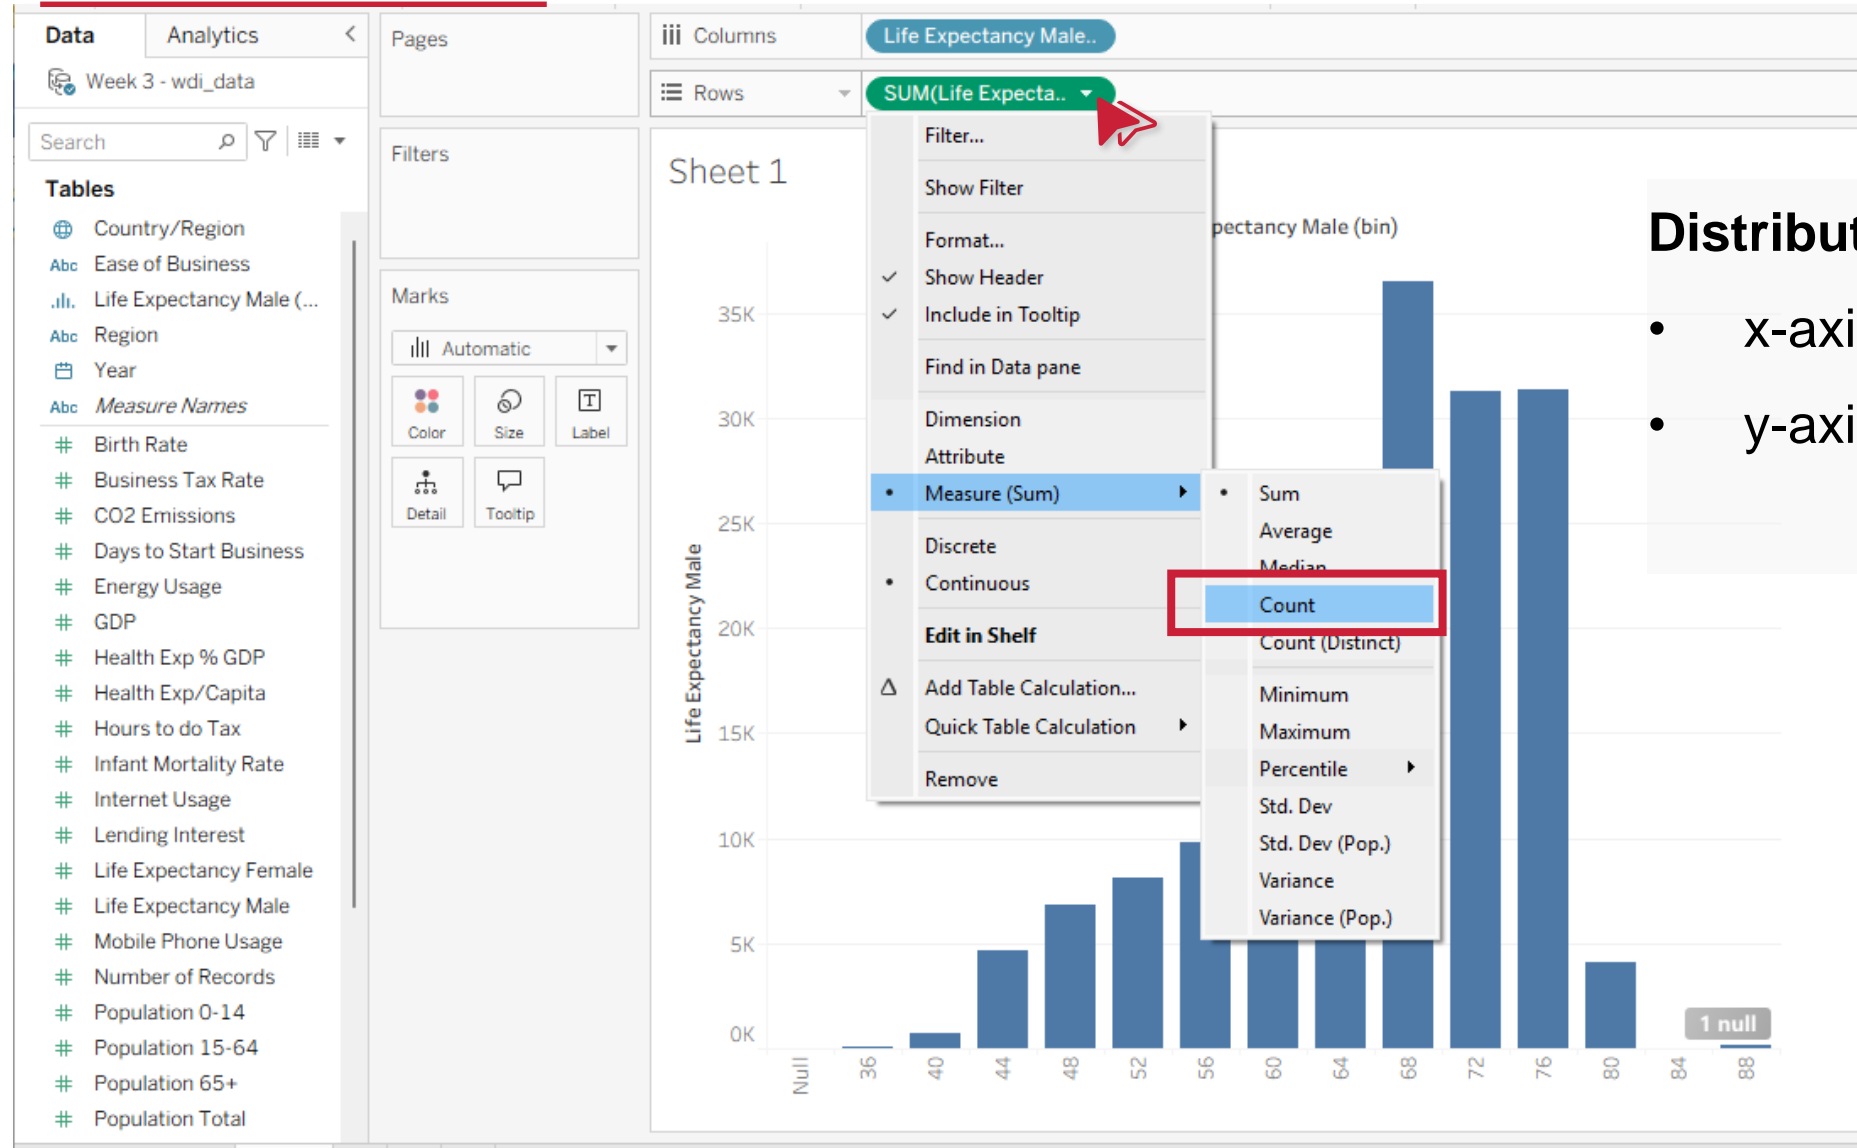 Data
Analytics
Week 3 - wdi_data
Search
Tables
Country/Region
Abc Ease of Business
Life Expectancy Male (...
Abc Region
Year
Abc Measure Names
# Birth Rate
# Business Tax Rate
# CO2 Emissions
# Days to Start Business
# Energy Usage
# GDP
# Health Exp % GDP
# Health Exp/Capita
# Hours to do Tax
# Infant Mortality Rate
# Internet Usage
# Lending Interest
# Life Expectancy Female
# Life Expectancy Male
# Mobile Phone Usage
# Number of Records
# Population 0-14
# Population 15-64
# Population 65+
# Population Total
Pages
Filters
Marks
Automatic
Color
Size
Label
Detail
Tooltip
Columns
Life Expectancy Male..
Rows
SUM(Life Expecta..
Sheet 1
Filter...
Show Filter
Format...
Show Header
Include in Tooltip
Find in Data pane
Dimension
Attribute
Measure (Sum)
Discrete
Continuous
Edit in Shelf
Add Table Calculation...
Quick Table Calculation
Remove
Sum
Average
Median
Count
Count (Distinct)
Minimum
Maximum
Percentile
Std. Dev
Std. Dev (Pop.)
Variance
Variance (Pop.)
pectancy Male (bin)
Life Expectancy Male
35K
30K
25K
20K
15K
10K
5K
0K
Null
36
40
44
48
52
56
60
64
68
72
76
80
84
88
1 null
Distribut
• x-axi
• y-axi